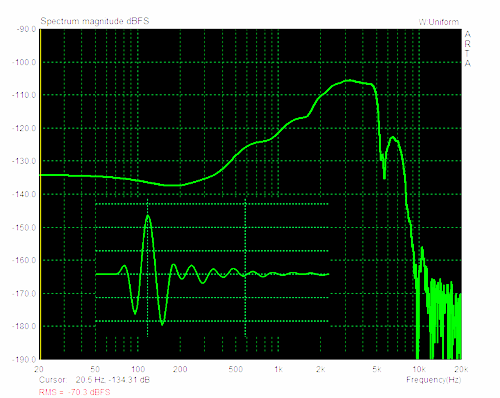 Spectrum magnitude dBFS W:Uniform
-90.0
A
R
T
A
-100.0
-110.0
-120.0
-130.0
-140.0
-150.0
-160.0
-170.0
-180.0
-190.0
20 50 100 200 500 1k 2k 5k 10k 20k
Cursor: 20.5 Hz, -134.31 dB Frequency(Hz)
RMS = -70.3 dBFS